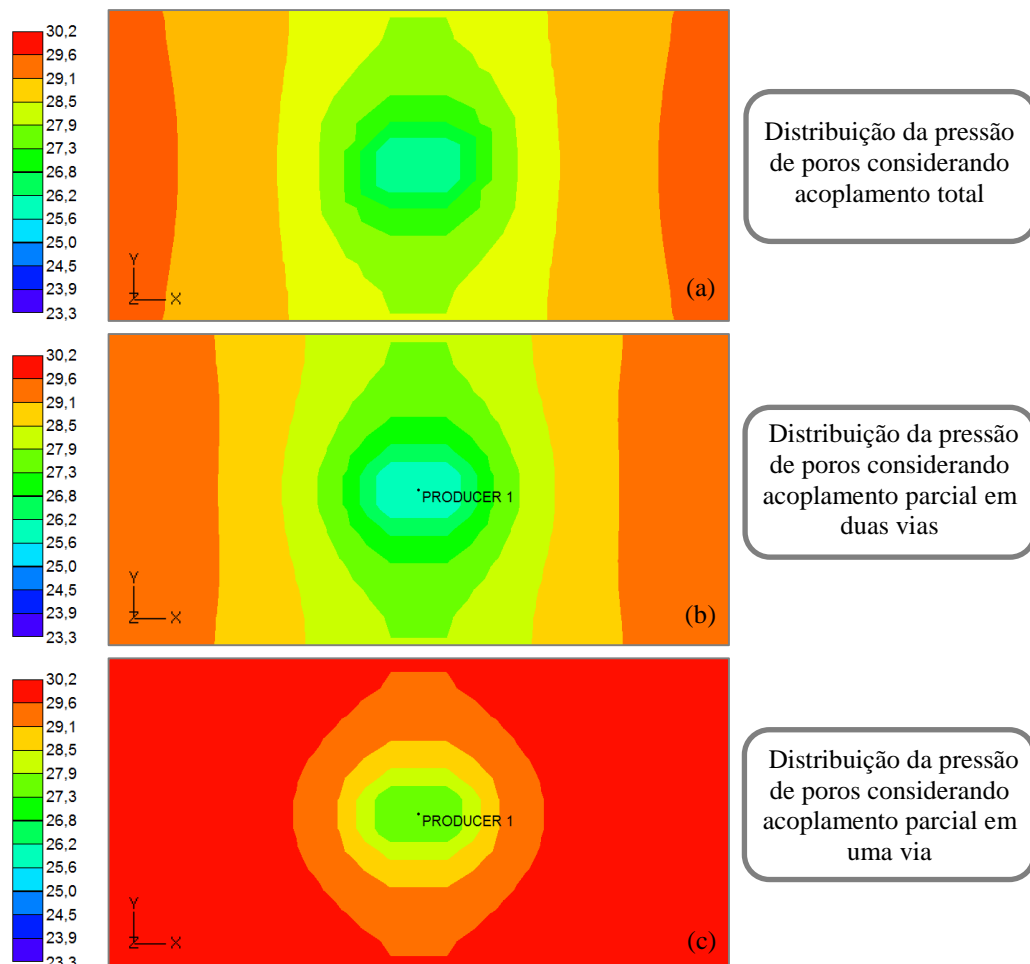 30,2
29,6
29,1
28,5
27,9
27,3
26,8
26,2
25,6
25,0
24,5
23,9
23,3
Y
Z X
(a)
Distribuição da pressão
de poros considerando
acoplamento total
30,2
29,6
29,1
28,5
27,9
27,3
26,8
26,2
25,6
25,0
24,5
23,9
23,3
PRODUCER 1
Y
Z X
(b)
Distribuição da pressão
de poros considerando
acoplamento parcial em
duas vias
30,2
29,6
29,1
28,5
27,9
27,3
26,8
26,2
25,6
25,0
24,5
23,9
23,3
PRODUCER 1
Y
Z X
(c)
Distribuição da pressão
de poros considerando
acoplamento parcial em
uma via